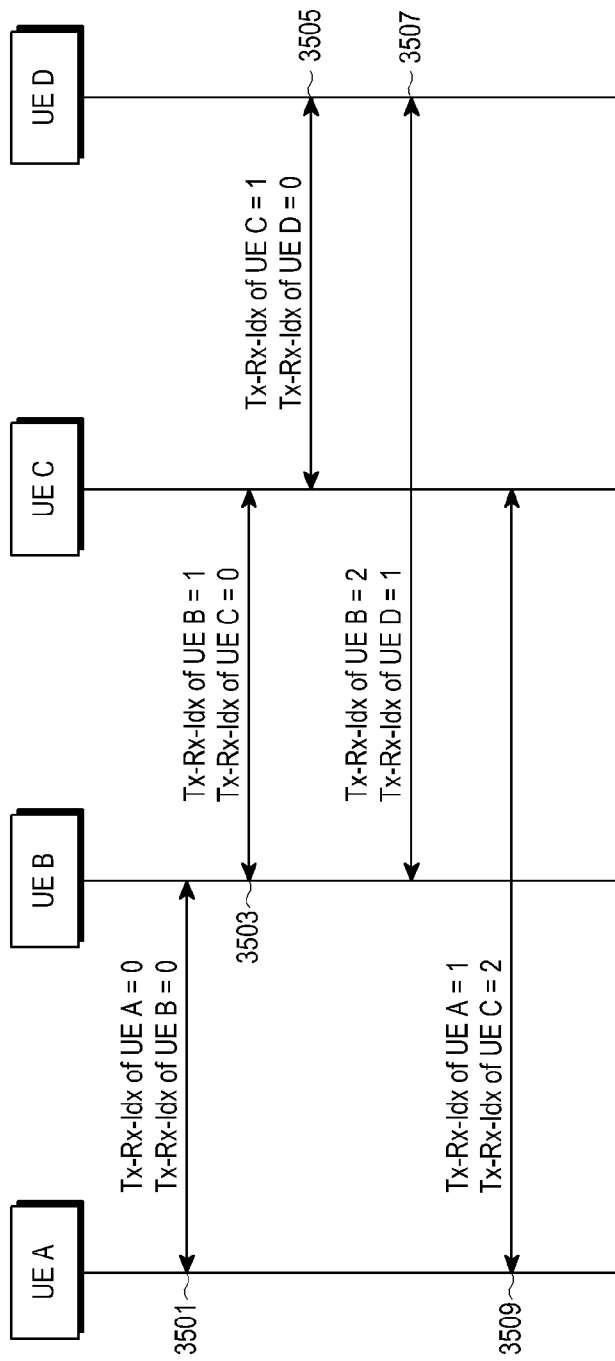 UE A
UE B
UE C
UE D
3501
Tx-Rx-Idx of UE A = 0
Tx-Rx-Idx of UE B = 0
3503
Tx-Rx-Idx of UE B = 1
Tx-Rx-Idx of UE C = 0
Tx-Rx-Idx of UE C = 1
Tx-Rx-Idx of UE D = 0
3505
Tx-Rx-Idx of UE B = 2
Tx-Rx-Idx of UE D = 1
3507
3509
Tx-Rx-Idx of UE A = 1
Tx-Rx-Idx of UE C = 2